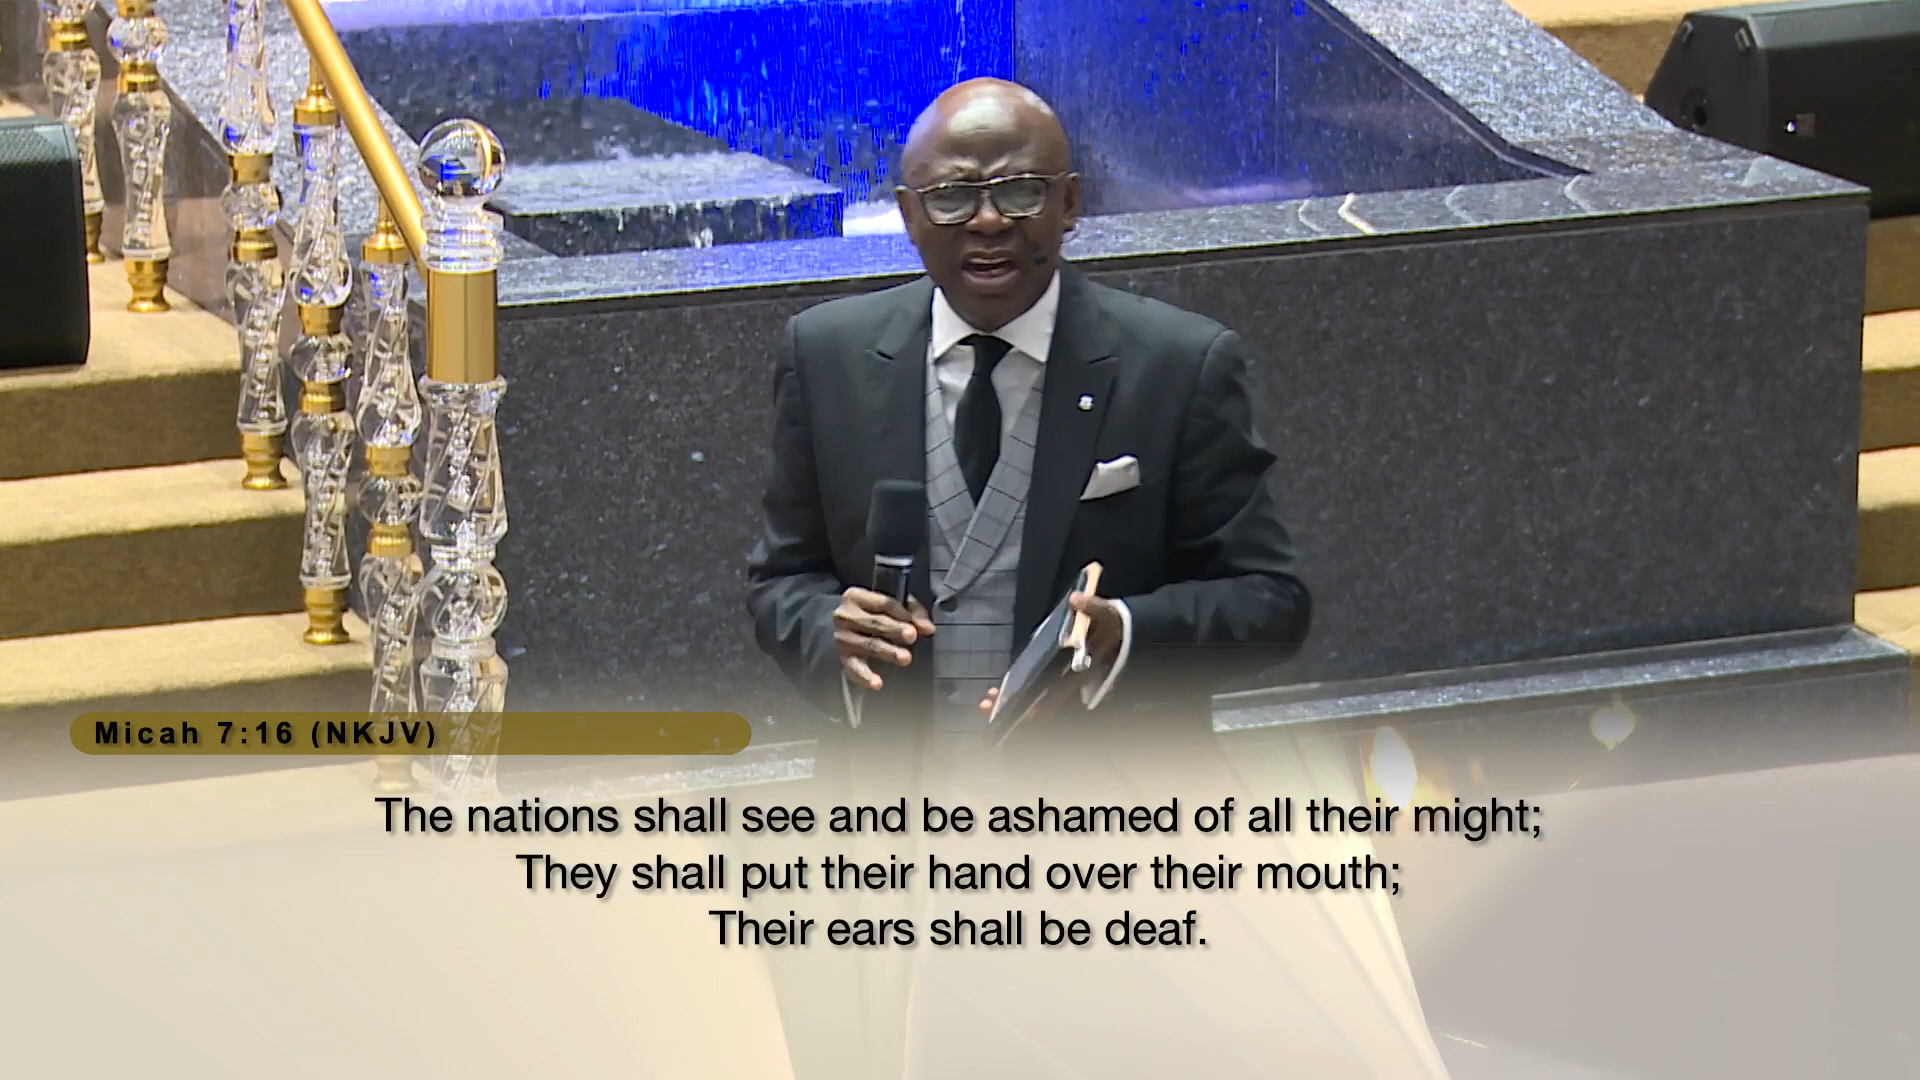 Micah 7:16 (NKJV)
The nations shall see and be ashamed of all their might;
They shall put their hand over their mouth;
Their ears shall be deaf.